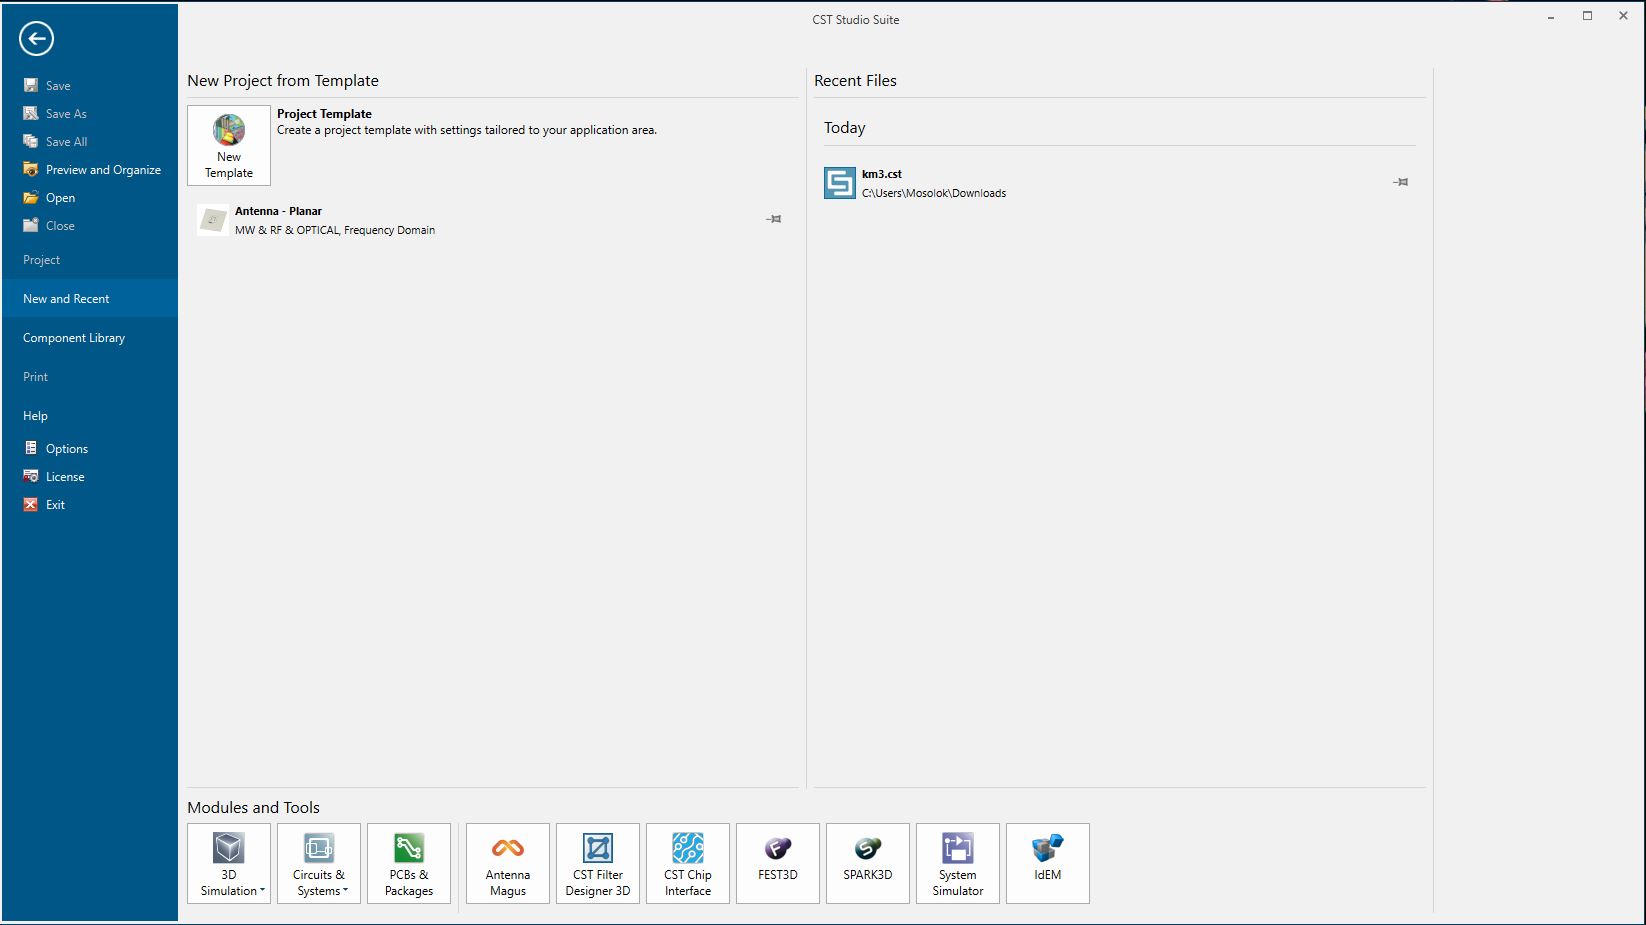 CST Studio Suite
Save
Save As
Save All
Preview and Organize
Open
Close
Project
New and Recent
Component Library
Print
Help
Options
License
Exit
New Project from Template
New
Template
Project Template
Create a project template with settings tailored to your application area.
Antenna - Planar
MW & RF & OPTICAL, Frequency Domain
Recent Files
Today
km3.cst
C:\Users\Mosolok\Downloads
Modules and Tools
3D
Simulation
Circuits &
Systems
PCBs &
Packages
Antenna
Magus
CST Filter
Designer 3D
CST Chip
Interface
FEST3D
SPARK3D
System
Simulator
IdEM